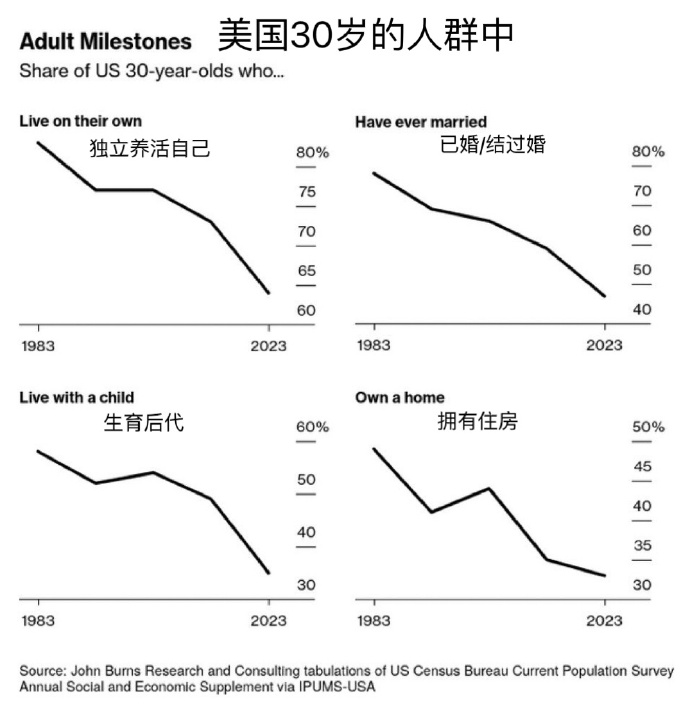 Adult Milestones 美国30岁的人群中
Share of US 30-year-olds who...
Live on their own
独立养活自己
80%
75
70
65
60
1983 2023
Have ever married
已婚/结过婚
80%
70
60
50
40
1983 2023
Live with a child
生育后代
60%
50
40
30
1983 2023
Own a home
拥有住房
50%
45
40
35
30
1983 2023
Source: John Burns Research and Consulting tabulations of US Census Bureau Current Population Survey
Annual Social and Economic Supplement via IPUMS-USA